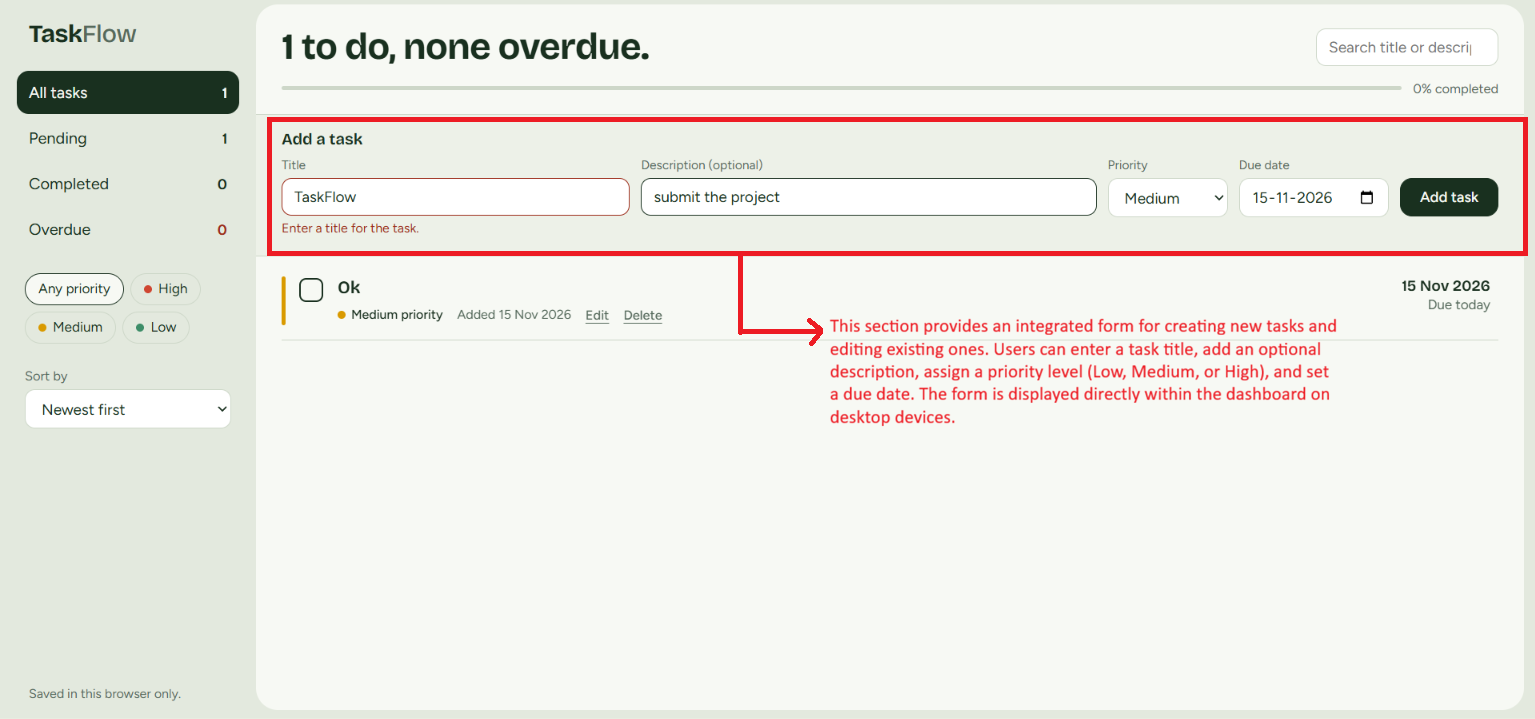 TaskFlow
All tasks 1
Pending 1
Completed 0
Overdue 0
Any priority High
Medium Low
Sort by
Newest first
Saved in this browser only.
1 to do, none overdue.
Search title or descri
0% completed
Add a task
Title Description (optional) Priority Due date
TaskFlow submit the project Medium 15-11-2026 Add task
Enter a title for the task.
Ok
Medium priority Added 15 Nov 2026 Edit Delete
15 Nov 2026
Due today
This section provides an integrated form for creating new tasks and
editing existing ones. Users can enter a task title, add an optional
description, assign a priority level (Low, Medium, or High), and set
a due date. The form is displayed directly within the dashboard on
desktop devices.